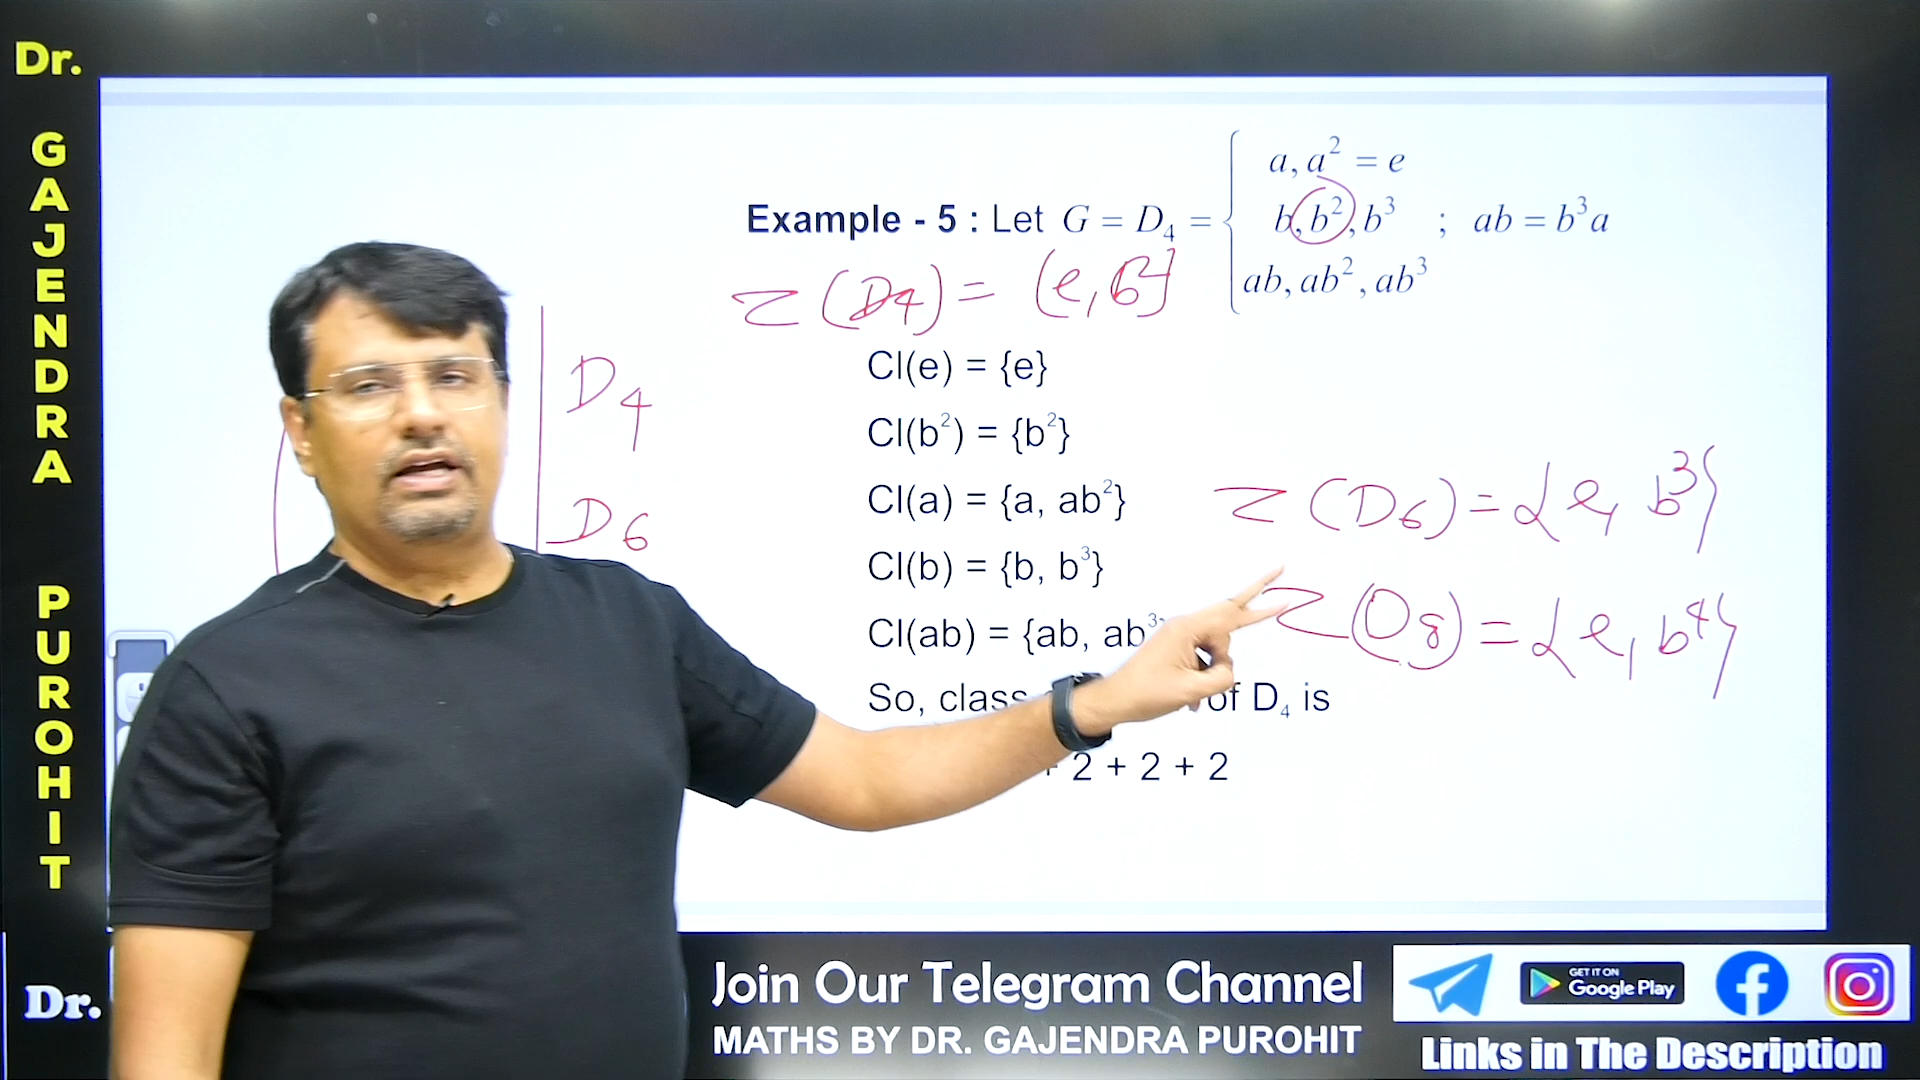 Dr.
GAJENDRA
PUROHIT
Dr.
Example - 5 : Let G = D₄ = { a, a² = e
b, b², b³ ; ab = b³a
ab, ab², ab³
Z(D4) = {e, b²}
Cl(e) = {e}
Cl(b²) = {b²}
Cl(a) = {a, ab²}
Cl(b) = {b, b³}
Cl(ab) = {ab, ab³
So, class of D₄ is
+ 2 + 2 + 2
D4
D6
Z(D6) = {e, b³}
Z(D8) = {e, b⁴}
Join Our Telegram Channel
MATHS BY DR. GAJENDRA PUROHIT
GET IT ON
Google Play
Links in The Description